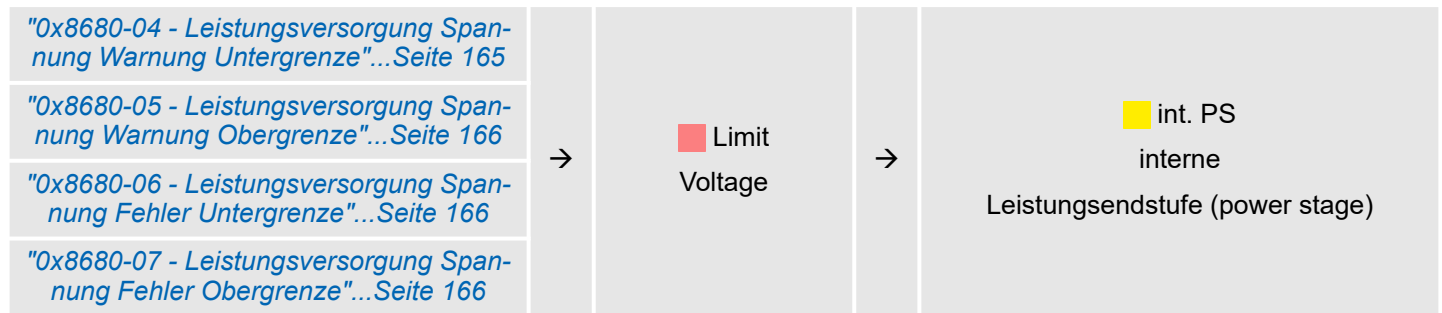 "0x8680-04 - Leistungsversorgung Span-
nung Warnung Untergrenze"...Seite 165
"0x8680-05 - Leistungsversorgung Span-
nung Warnung Obergrenze"...Seite 166
"0x8680-06 - Leistungsversorgung Span-
nung Fehler Untergrenze"...Seite 166
"0x8680-07 - Leistungsversorgung Span-
nung Fehler Obergrenze"...Seite 166
→
Limit
Voltage
→
int. PS
interne
Leistungsendstufe (power stage)